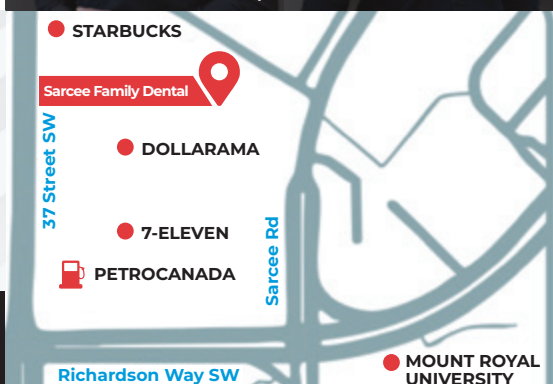 STARBUCKS
Sarcee Family Dental
37 Street SW
DOLLARAMA
7-ELEVEN
Sarcee Rd
PETROCANADA
Richardson Way SW
MOUNT ROYAL
UNIVERSITY